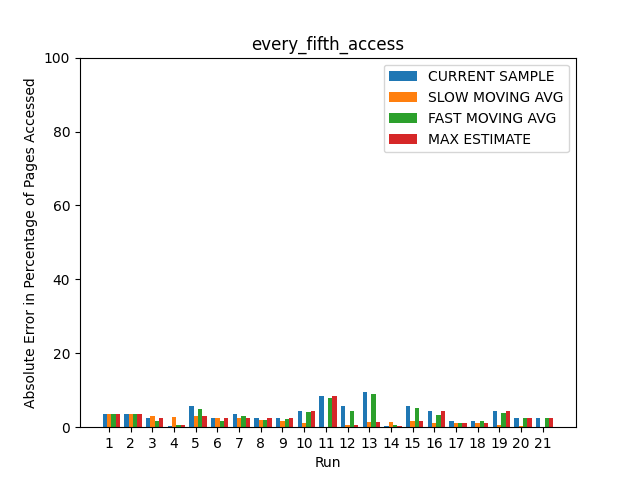 every_fifth_access
Absolute Error in Percentage of Pages Accessed
100
80
60
40
20
0
CURRENT SAMPLE
SLOW MOVING AVG
FAST MOVING AVG
MAX ESTIMATE
1 2 3 4 5 6 7 8 9 10 11 12 13 14 15 16 17 18 19 20 21
Run